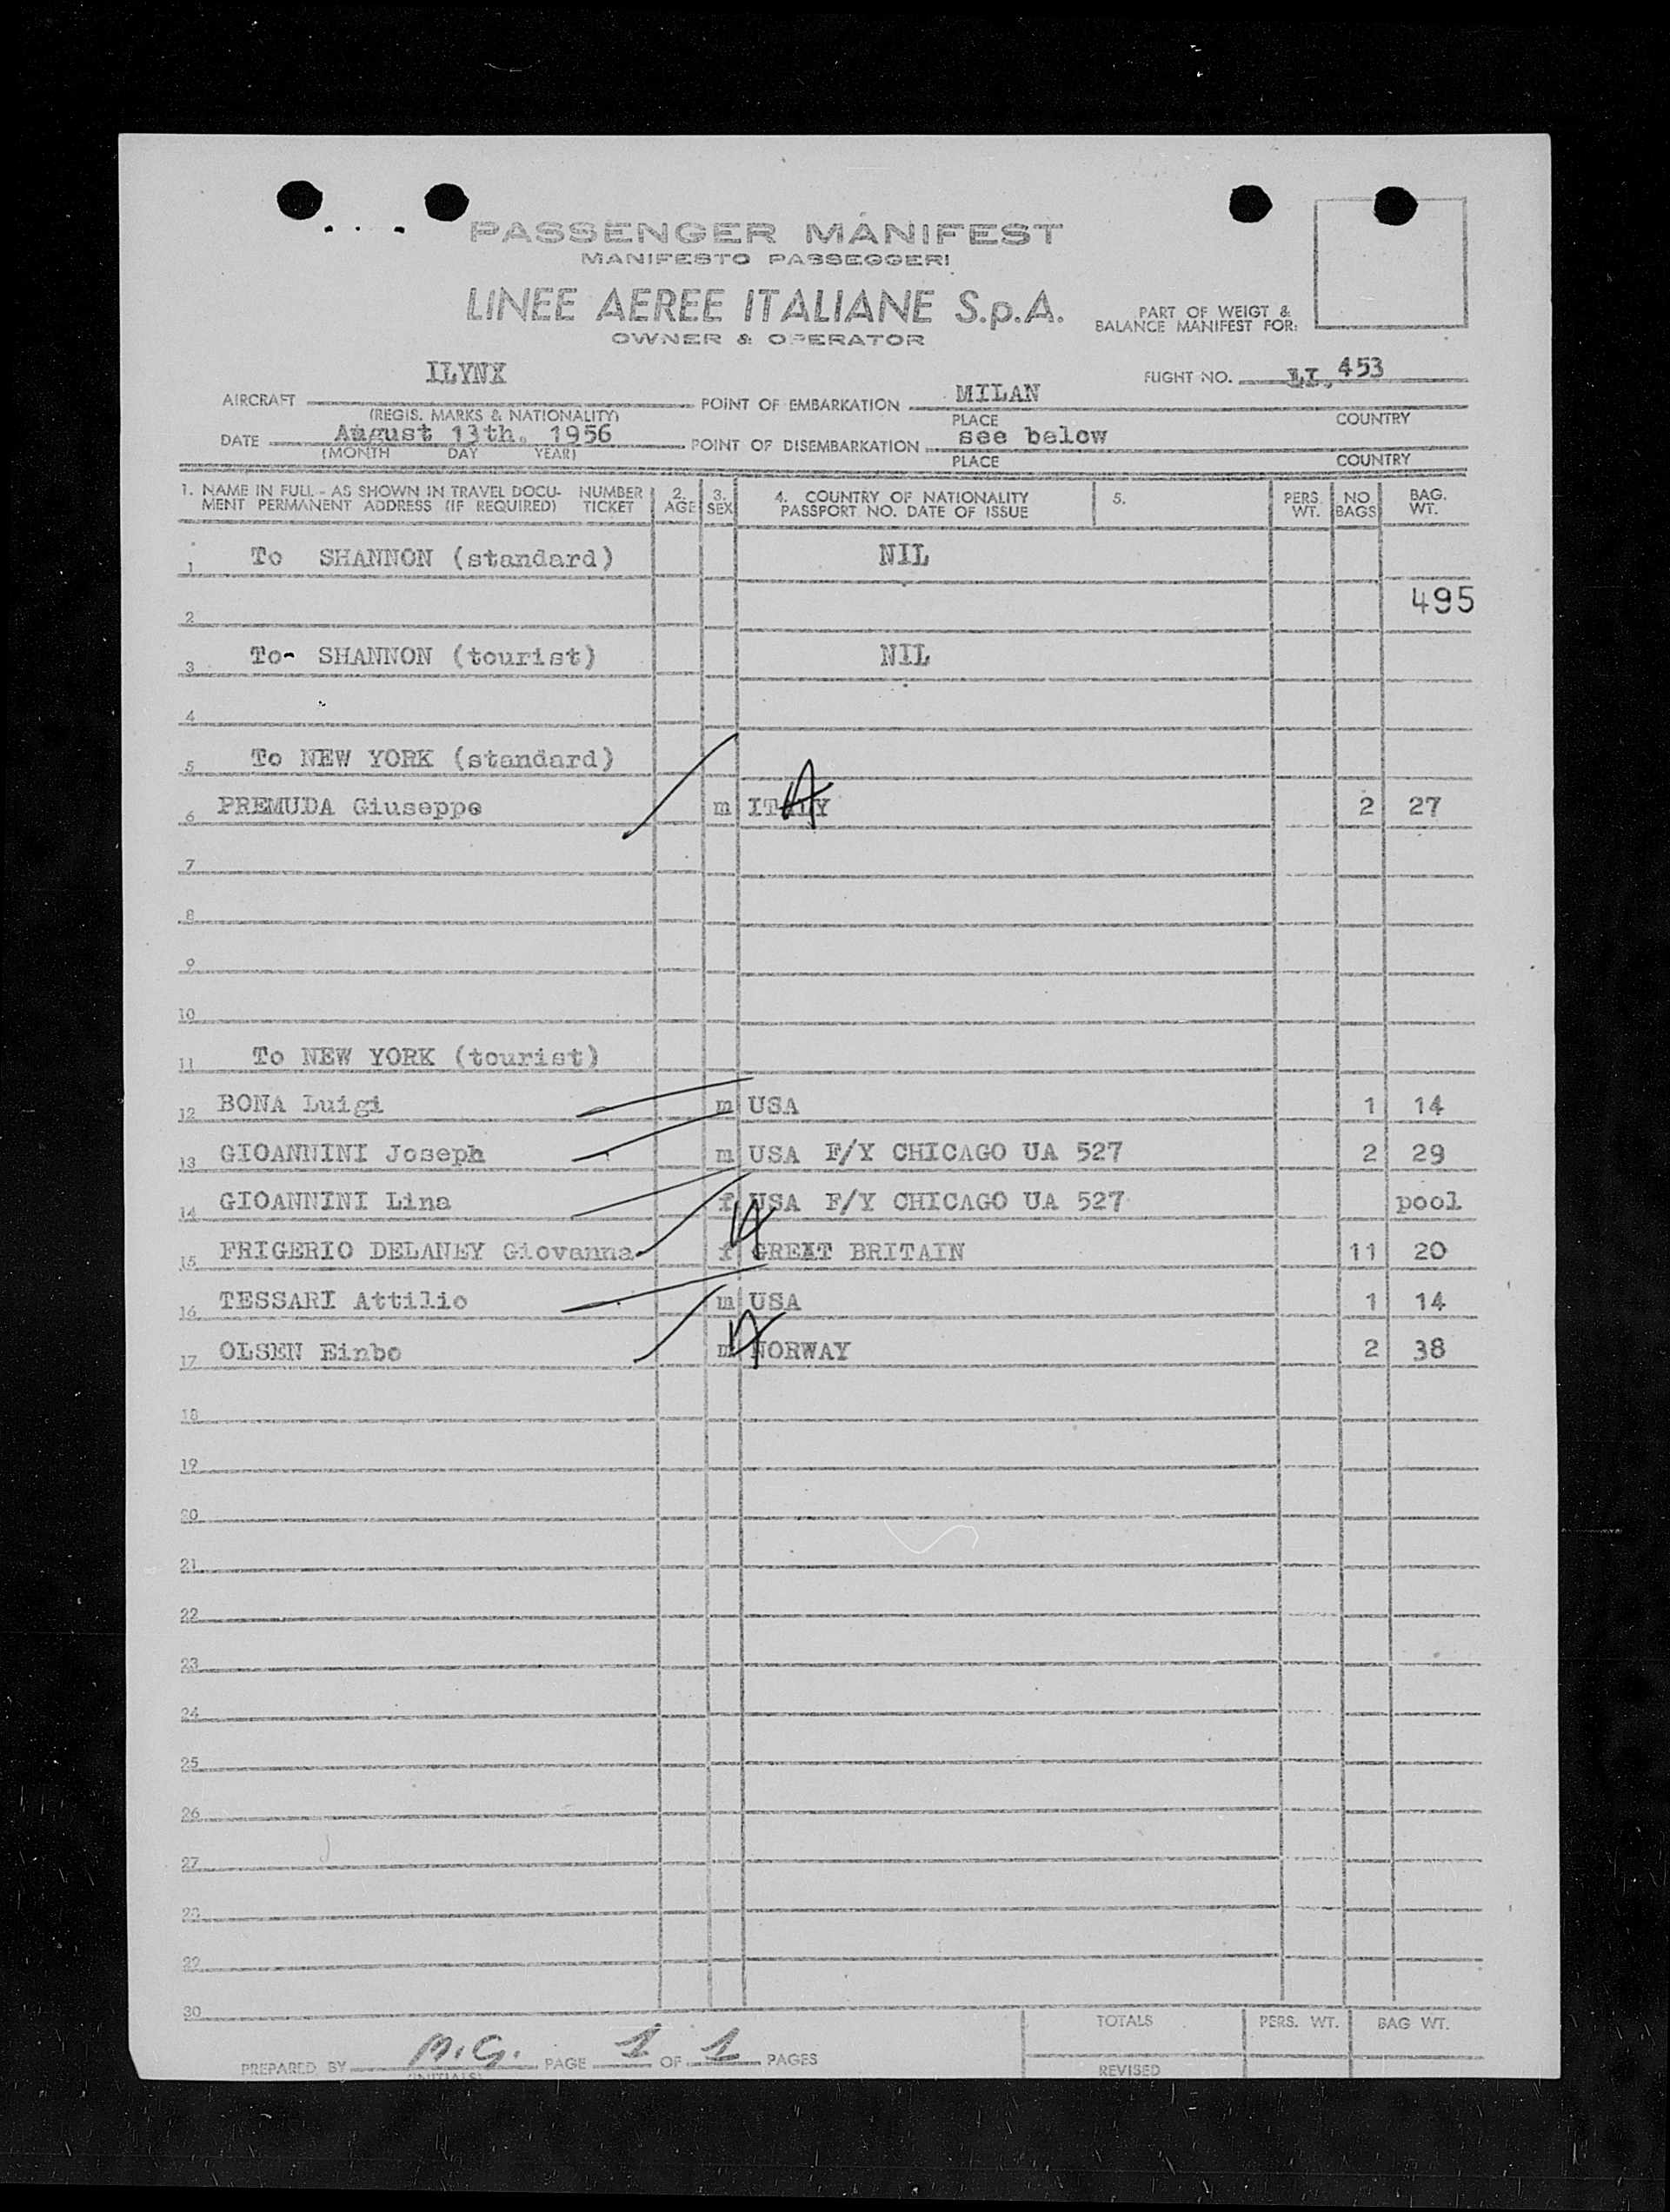 PASSENGER MANIFEST
MANIFESTO PASSEGGERI
LINEE AEREE ITALIANE S.p.A.
OWNER & OPERATOR
PART OF WEIGT &
BALANCE MANIFEST FOR:
AIRCRAFT ILYNX
(REGIS. MARKS & NATIONALITY)
FLIGHT NO. LI. 453
POINT OF EMBARKATION MILAN
PLACE COUNTRY
DATE August 13th. 1956
(MONTH DAY YEAR)
POINT OF DISEMBARKATION see below
PLACE COUNTRY
1. NAME IN FULL - AS SHOWN IN TRAVEL DOCU- NUMBER 2. 3. 4. COUNTRY OF NATIONALITY 5. PERS. NO BAG.
MENT PERMANENT ADDRESS (IF REQUIRED) TICKET AGE SEX PASSPORT NO. DATE OF ISSUE WT. BAGS WT.
1 To SHANNON (standard) NIL
2 495
3 To- SHANNON (tourist) NIL
4
5 To NEW YORK (standard)
6 PREMUDA Giuseppe m ITALY 2 27
7
8
9
10
11 To NEW YORK (tourist)
12 BONA Luigi m USA 1 14
13 GIOANNINI Joseph m USA F/Y CHICAGO UA 527 2 29
14 GIOANNINI Lina f USA F/Y CHICAGO UA 527 pool
15 FRIGERIO DELANEY Giovanna f GREAT BRITAIN 11 20
16 TESSARI Attilio m USA 1 14
17 OLSEN Einbo m NORWAY 2 38
18
19
20
21
22
23
24
25
26
27
28
29
30
TOTALS PERS. WT. BAG WT.
PREPARED BY M.G. PAGE 1 OF 1 PAGES
(INITIALS)
REVISED